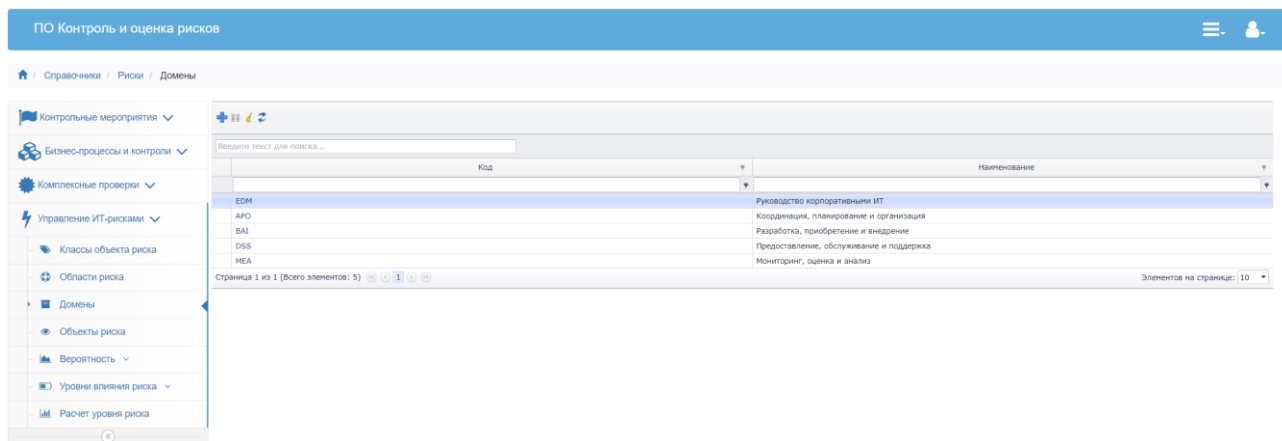 ПО Контроль и оценка рисков
/ Справочники / Риски / Домены
Контрольные мероприятия
Бизнес-процессы и контроли
Комплексные проверки
Управление ИТ-рисками
Классы объекта риска
Области риска
Домены
Объекты риска
Вероятность
Уровни влияния риска
Расчет уровня риска
Введите текст для поиска...
Код Наименование
EDM Руководство корпоративными ИТ
APO Координация, планирование и организация
BAI Разработка, приобретение и внедрение
DSS Предоставление, обслуживание и поддержка
MEA Мониторинг, оценка и анализ
Страница 1 из 1 (Всего элементов: 5) 1 Элементов на странице: 10